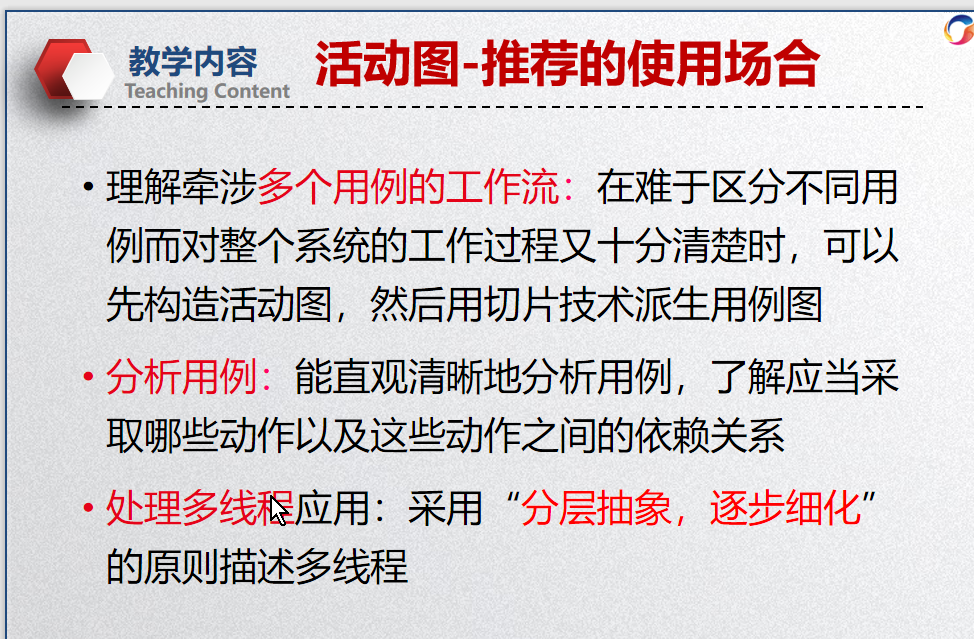 教学内容
Teaching Content
活动图-推荐的使用场合
• 理解牵涉多个用例的工作流：在难于区分不同用
例而对整个系统的工作过程又十分清楚时，可以
先构造活动图，然后用切片技术派生用例图
• 分析用例：能直观清晰地分析用例，了解应当采
取哪些动作以及这些动作之间的依赖关系
• 处理多线程应用：采用“分层抽象，逐步细化”
的原则描述多线程